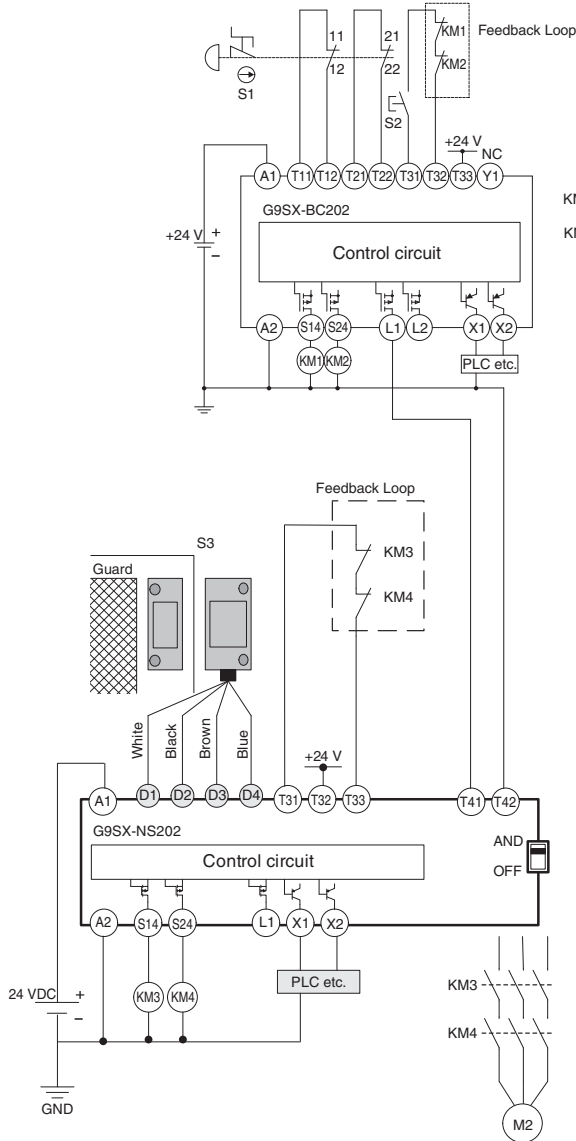 11
21
KM1
Feedback Loop
12
22
KM2
S1
S2
+24 V
NC
A1
T11
T12
T21
T22
T31
T32
T33
Y1
G9SX-BC202
KM
+24 V
+
KM
−
Control circuit
A2
S14
S24
L1
L2
X1
X2
KM1
KM2
PLC etc.
Feedback Loop
S3
KM3
Guard
KM4
White
Black
Brown
Blue
+24 V
A1
D1
D2
D3
D4
T31
T32
T33
T41
T42
G9SX-NS202
AND
Control circuit
OFF
A2
S14
S24
L1
X1
X2
24 VDC
+
−
KM3
KM4
PLC etc.
KM3
KM4
GND
M2